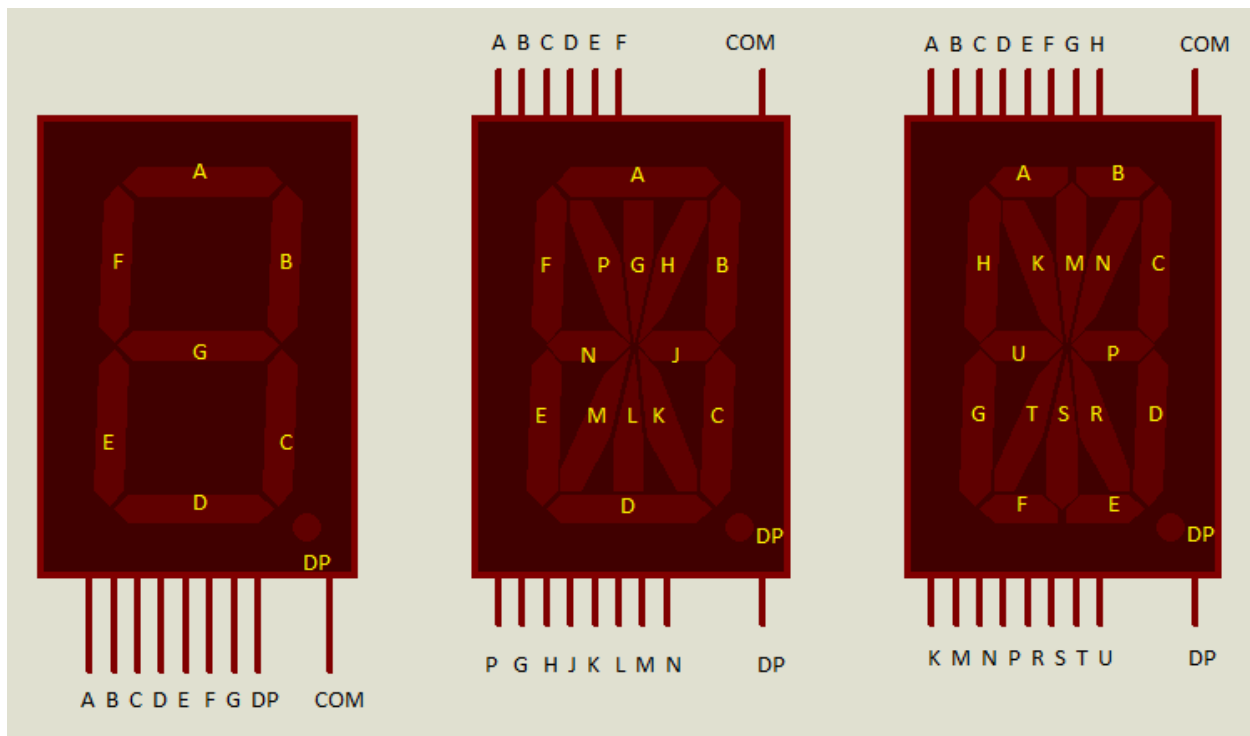 A B C D E F COM
A B C D E F G H COM
A
F B
G
E C
D
DP
A B C D E F G DP COM
A
F P G H B
N J
E M L K C
D
DP
P G H J K L M N DP
A B
H K M N C
U P
G T S R D
F E
DP
K M N P R S T U DP